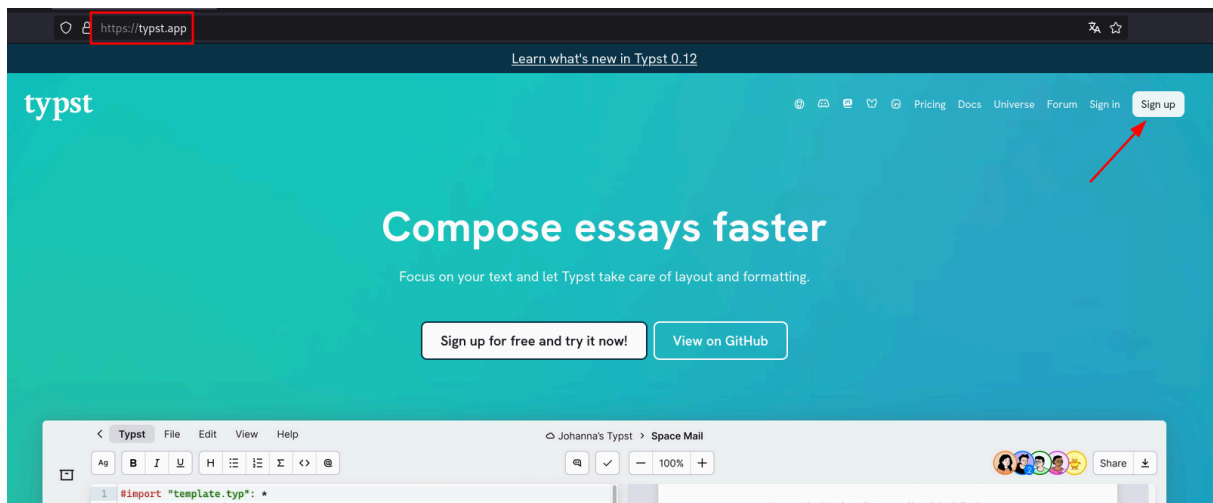 https://typst.app
Learn what's new in Typst 0.12
typst
Pricing Docs Universe Forum Sign in Sign up
Compose essays faster
Focus on your text and let Typst take care of layout and formatting.
Sign up for free and try it now! View on GitHub
Typst File Edit View Help Johanna's Typst > Space Mail
Ag B I U H Σ <> @ 100% Share
1 #import "template.typ": *